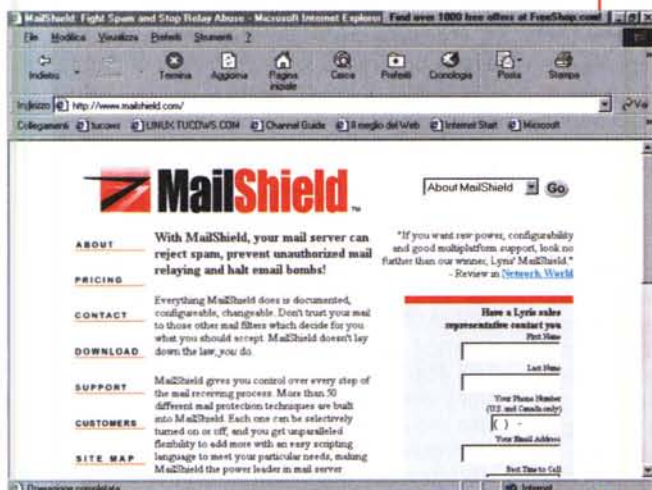 MailShield: Fight Spam and Stop Relay Abuse - Microsoft Internet Explorer
Find over 1000 free offers at FreeShop.com!
File Modifica Visualizza Preferiti Strumenti ?
Indietro
Termina
Aggiorna
Pagina iniziale
Cerca
Preferiti
Cronologia
Posta
Stampa
Indirizzo http://www.mailshield.com/
Vai
Collegamenti tucows LINUX.TUCOWS.COM Channel Guide Il meglio del Web Internet Start Microsoft
MailShield™
About MailShield
Go
ABOUT
PRICING
CONTACT
DOWNLOAD
SUPPORT
CUSTOMERS
SITE MAP
With MailShield, your mail server can
reject spam, prevent unauthorized mail
relaying and halt email bombs!
Everything MailShield does is documented,
configureable, changeable. Don't trust your mail
to those other mail filters which decide for you
what you should accept. MailShield doesn't lay
down the law, you do.
MailShield gives you control over every step of
the mail receiving process. More than 50
different mail protection techniques are built
into MailShield. Each one can be selectively
turned on or off, and you get unparalleled
flexibility to add more with an easy scripting
language to meet your particular needs, making
MailShield the power leader in mail server
"If you want raw power, configurability
and good multiplatform support, look no
further than our winner, Lyris' MailShield."
- Review in Network World
Have a Lyris sales
representative contact you
First Name
Last Name
Your Phone Number
(U.S. and Canada only)
( ) -
Your Email Address
Best Time to Call
Operazione completata
Internet